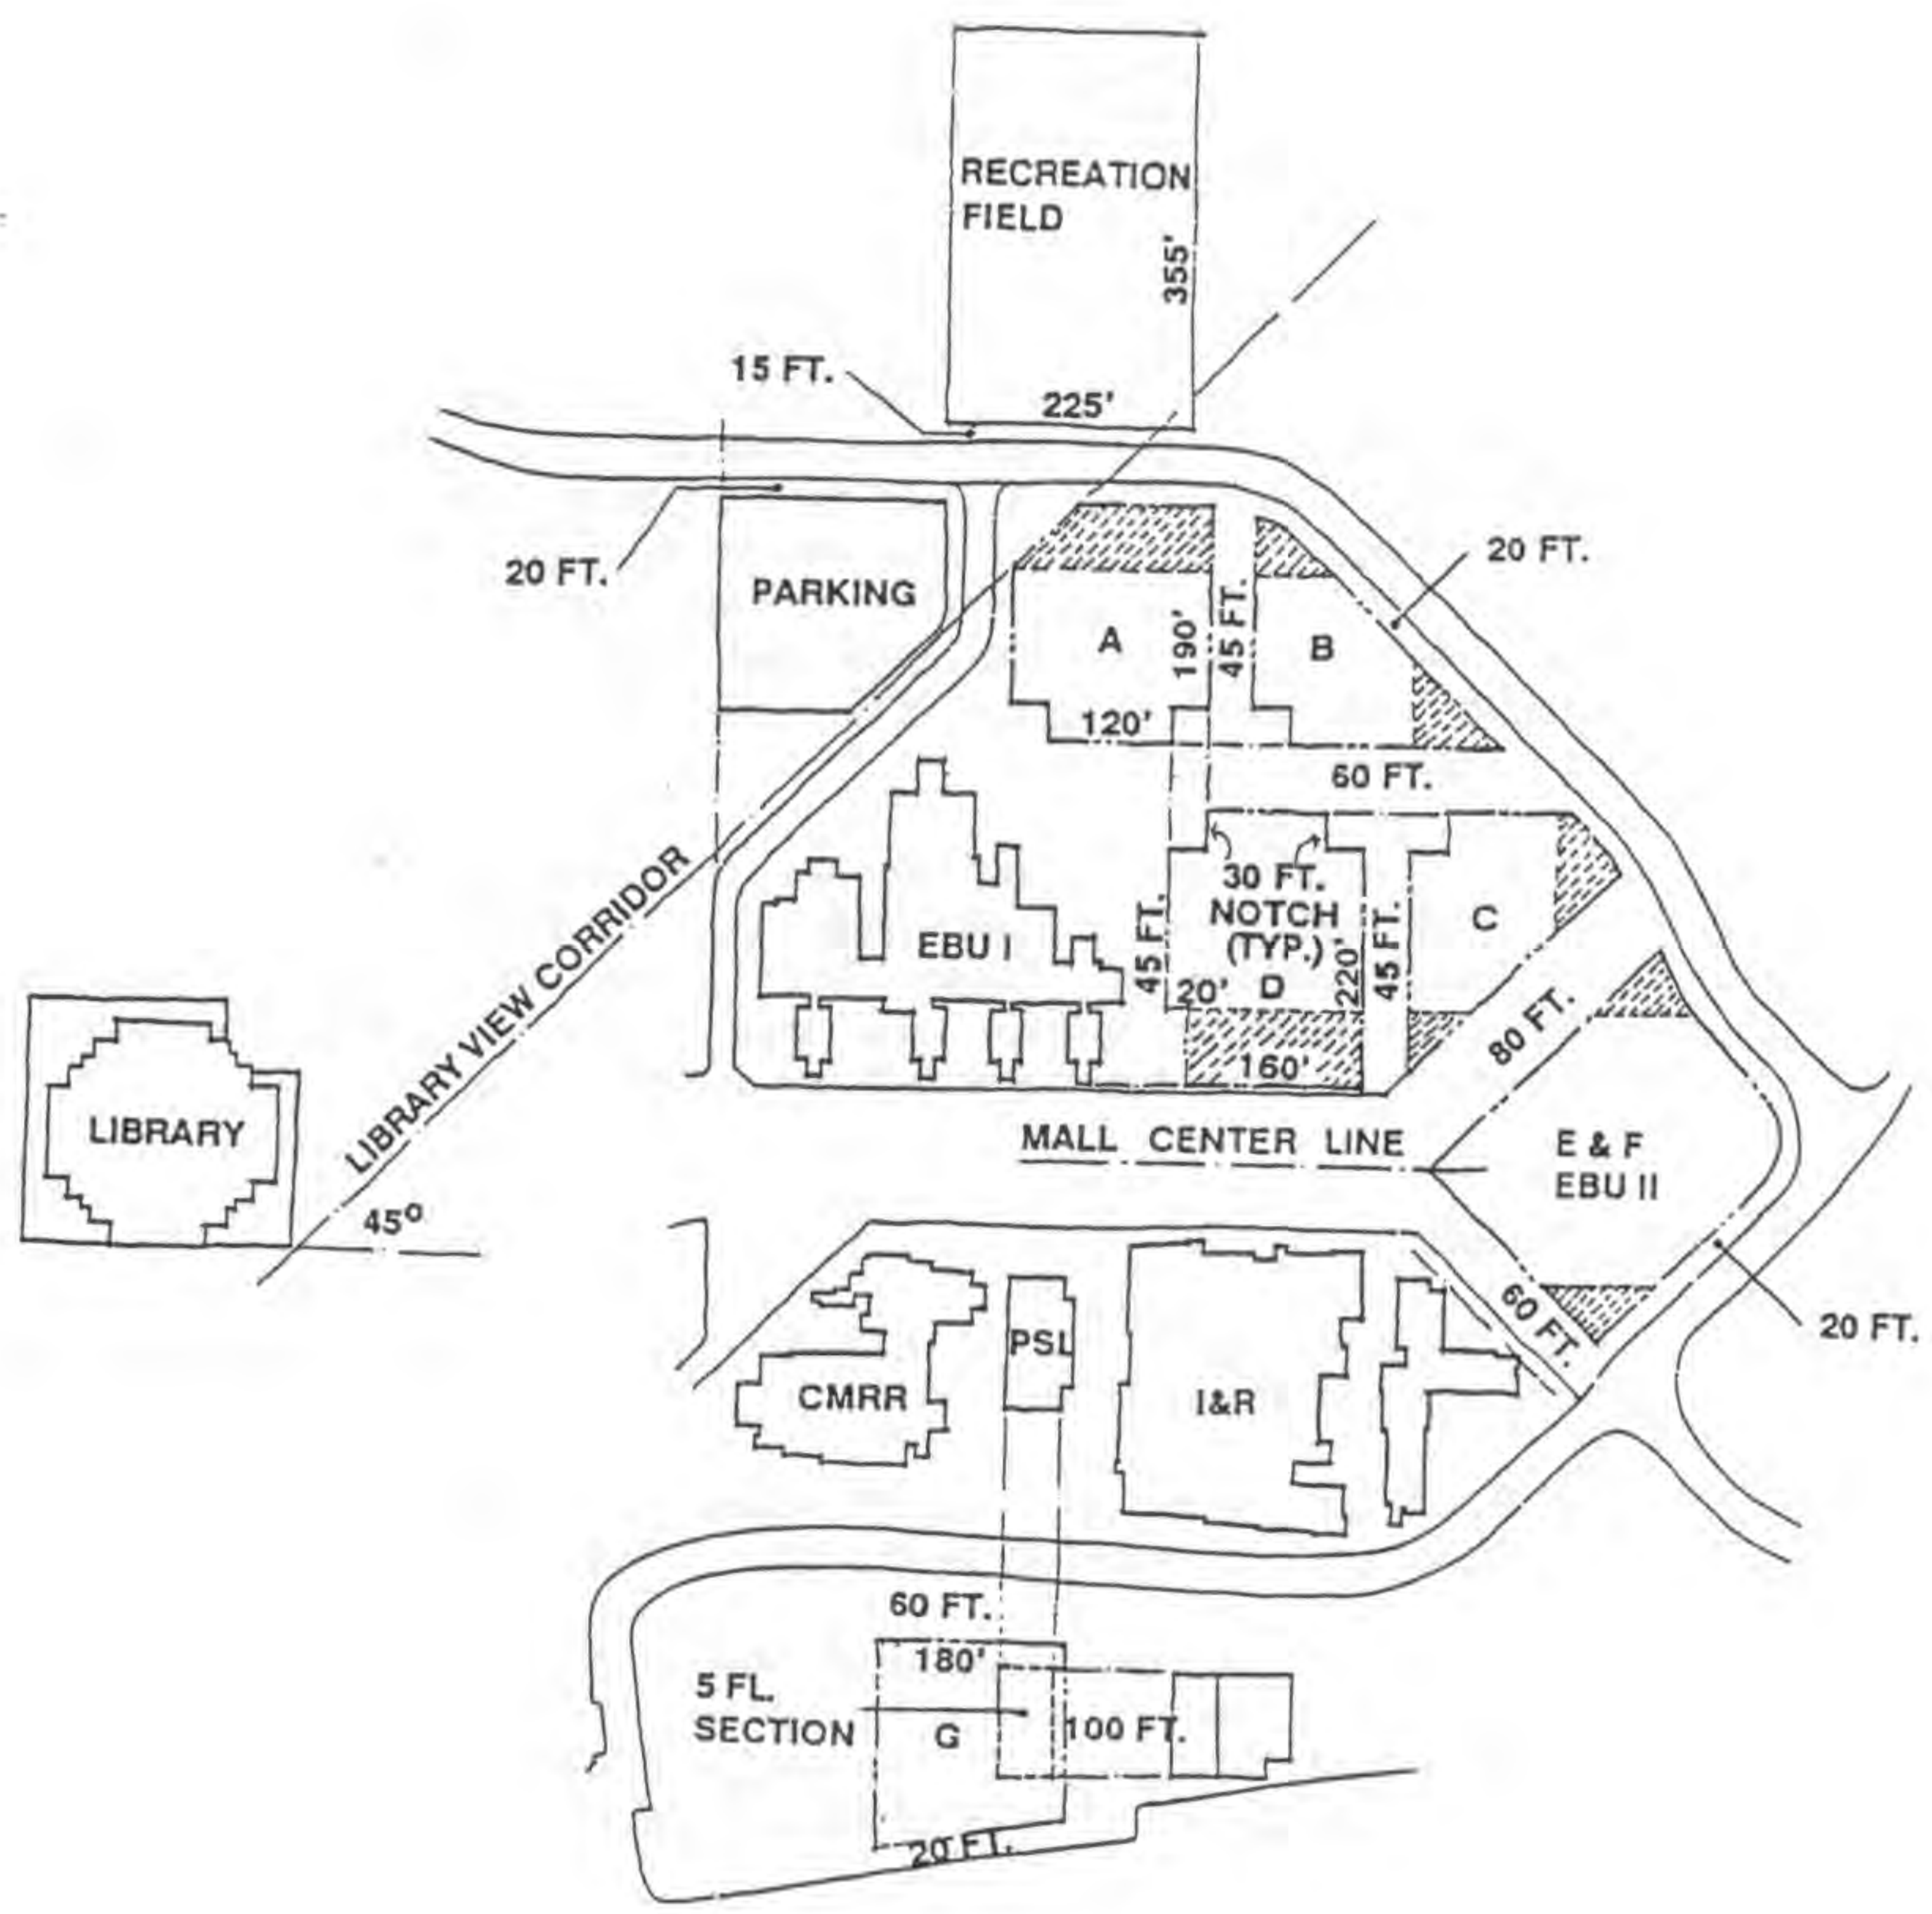 RECREATION
FIELD
355'
15 FT.
225'
20 FT.
PARKING
20 FT.
A
190'
45 FT.
B
120'
60 FT.
LIBRARY VIEW CORRIDOR
EBU I
45 FT.
30 FT.
NOTCH
(TYP.)
D
20'
220'
45 FT.
C
160'
80 FT.
LIBRARY
45º
MALL CENTER LINE
E & F
EBU II
CMRR
PSL
I&R
60 FT.
20 FT.
60 FT.
180'
5 FL.
SECTION
G
100 FT.
20 FT.